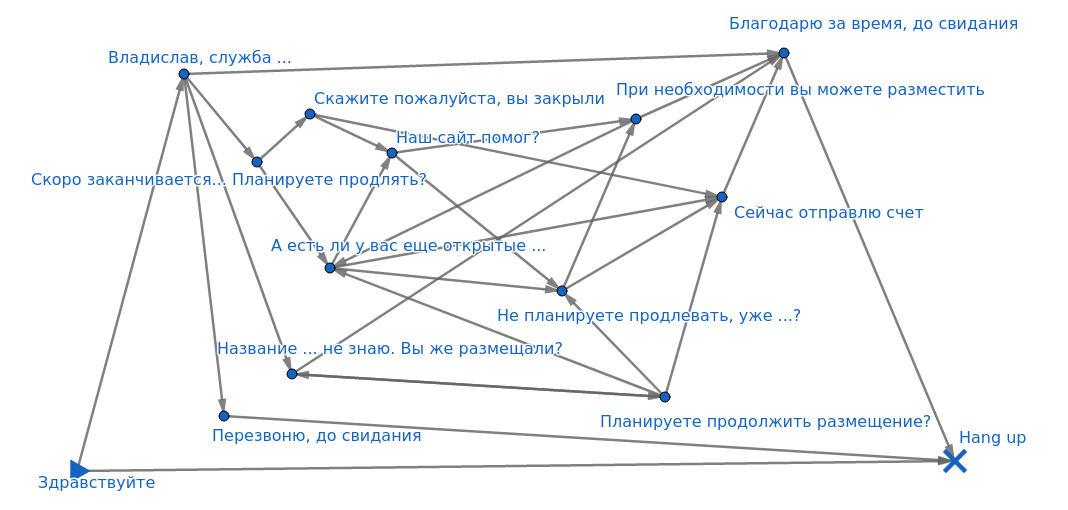 Благодарю за время, до свидания
Владислав, служба ...
При необходимости вы можете разместить
Скажите пожалуйста, вы закрыли
Наш сайт помог?
Скоро заканчивается... Планируете продлять?
Сейчас отправлю счет
А есть ли у вас еще открытые ...
Не планируете продлевать, уже ...?
Название ... не знаю. Вы же размещали?
Планируете продолжить размещение?
Перезвоню, до свидания
Hang up
Здравствуйте